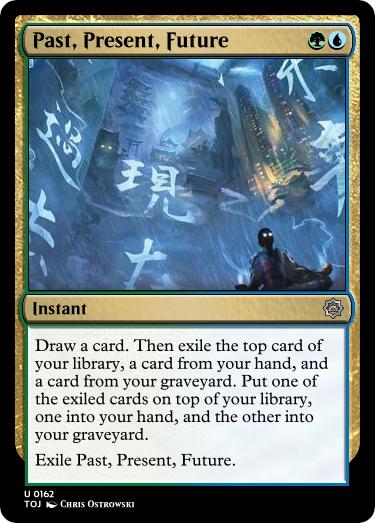 Past, Present, Future
現
Instant
Draw a card. Then exile the top card of
your library, a card from your hand, and
a card from your graveyard. Put one of
the exiled cards on top of your library,
one into your hand, and the other into
your graveyard.
Exile Past, Present, Future.
U 0162
TOJ Chris Ostrowski